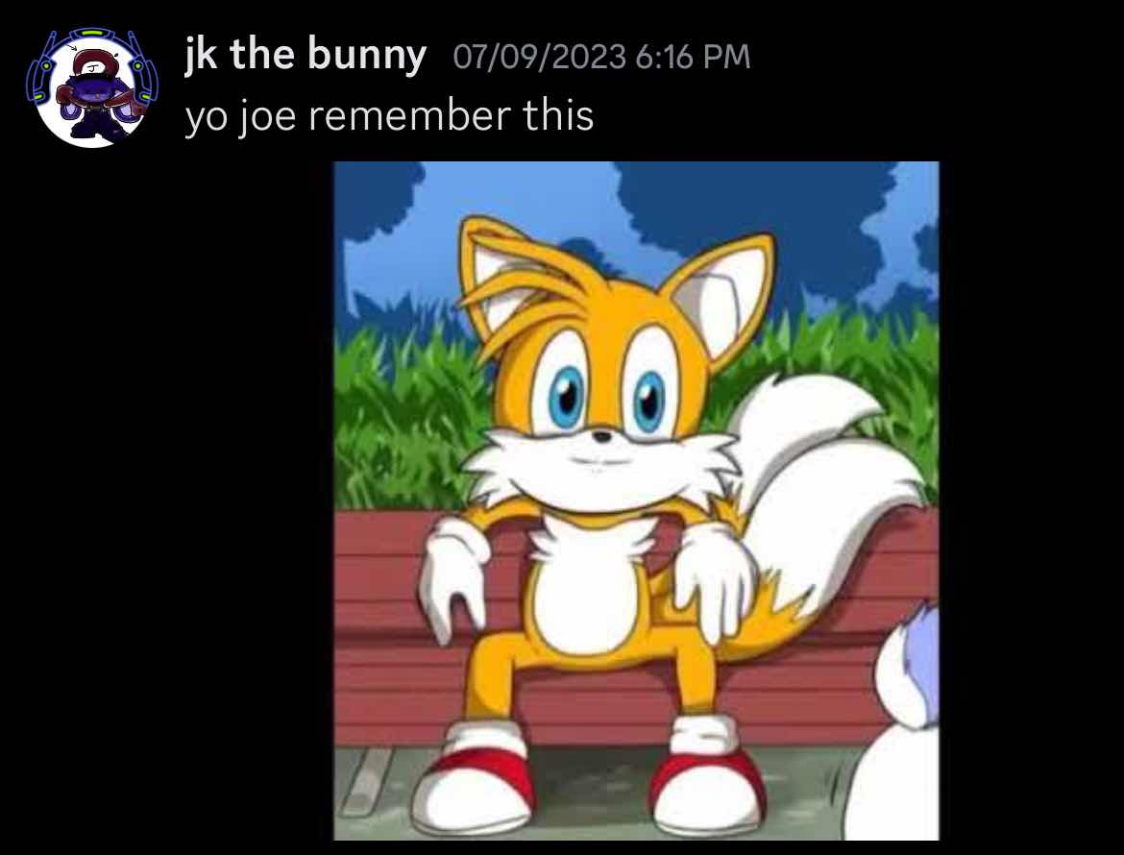 jk the bunny 07/09/2023 6:16 PM
yo joe remember this